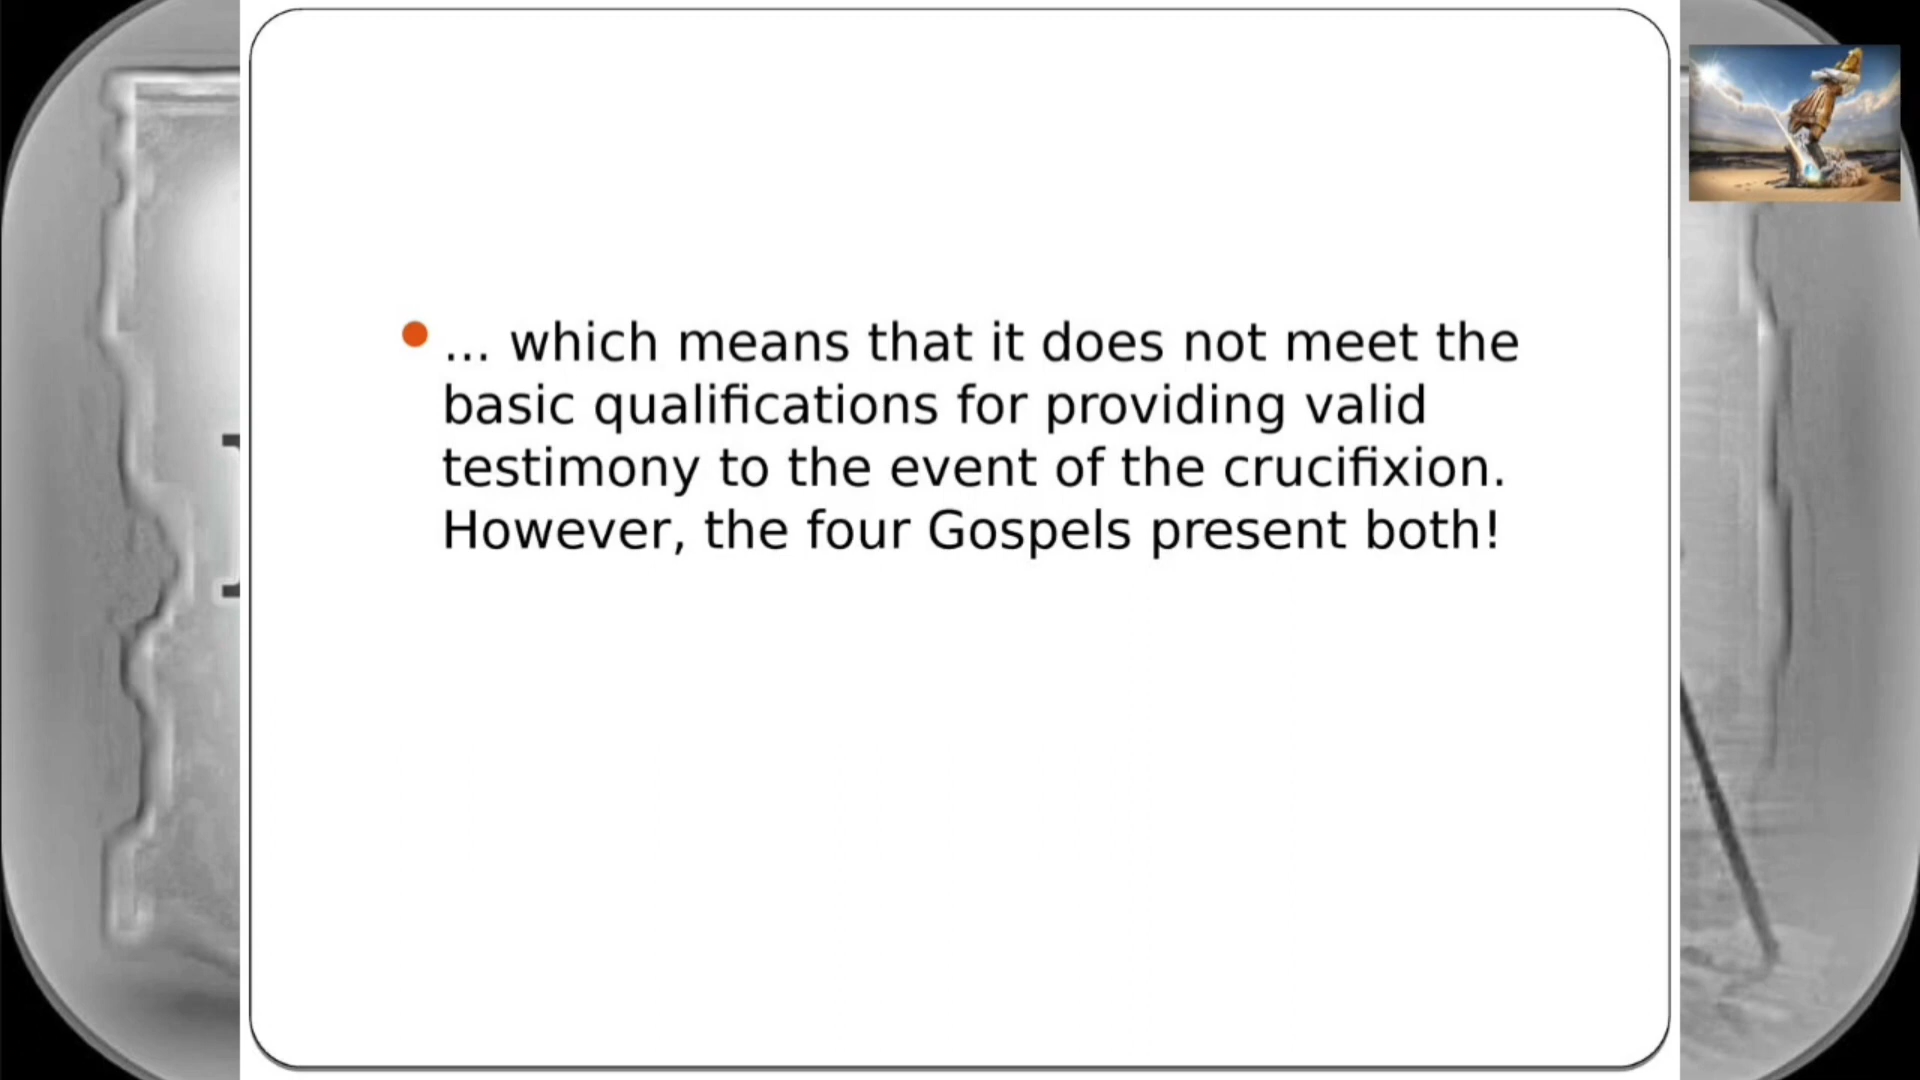 ... which means that it does not meet the
basic qualifications for providing valid
testimony to the event of the crucifixion.
However, the four Gospels present both!